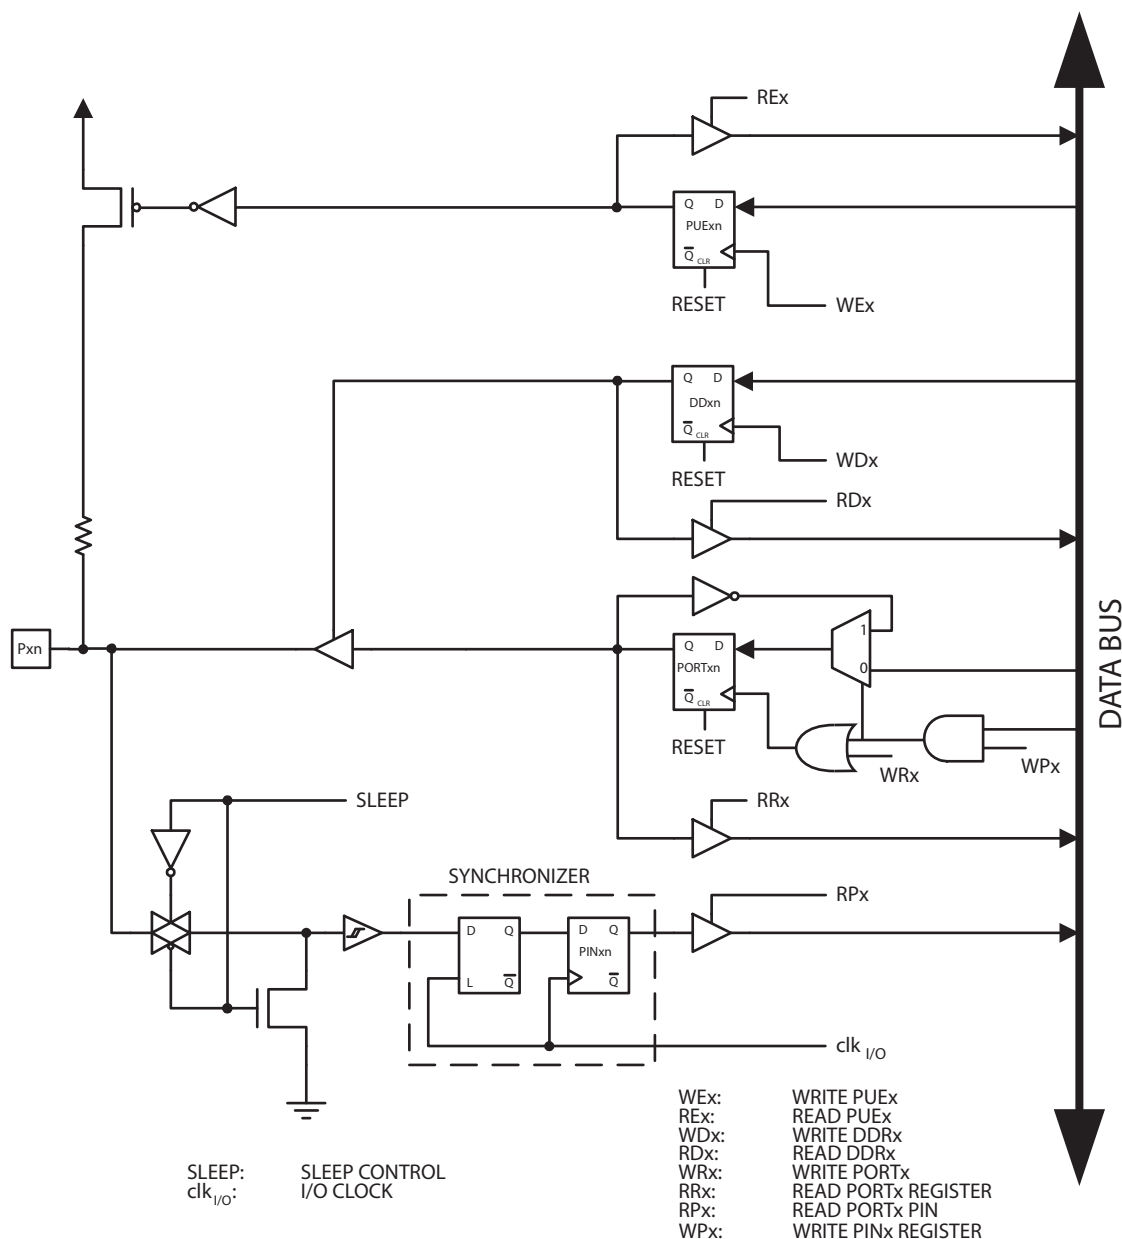 REx
Q D
PUExn
Q CLR
RESET
WEx
Q D
DDxn
Q CLR
WDx
RESET
RDx
1
Pxn
Q D
PORTxn
0
Q CLR
RESET
WRx
WPx
DATA BUS
SLEEP
RRx
SYNCHRONIZER
RPx
D Q
D Q
PINxn
L Q
Q
clk I/O
WEx: WRITE PUEx
REx: READ PUEx
WDx: WRITE DDRx
RDx: READ DDRx
WRx: WRITE PORTx
RRx: READ PORTx REGISTER
RPx: READ PORTx PIN
WPx: WRITE PINx REGISTER
SLEEP: SLEEP CONTROL
clk I/O: I/O CLOCK